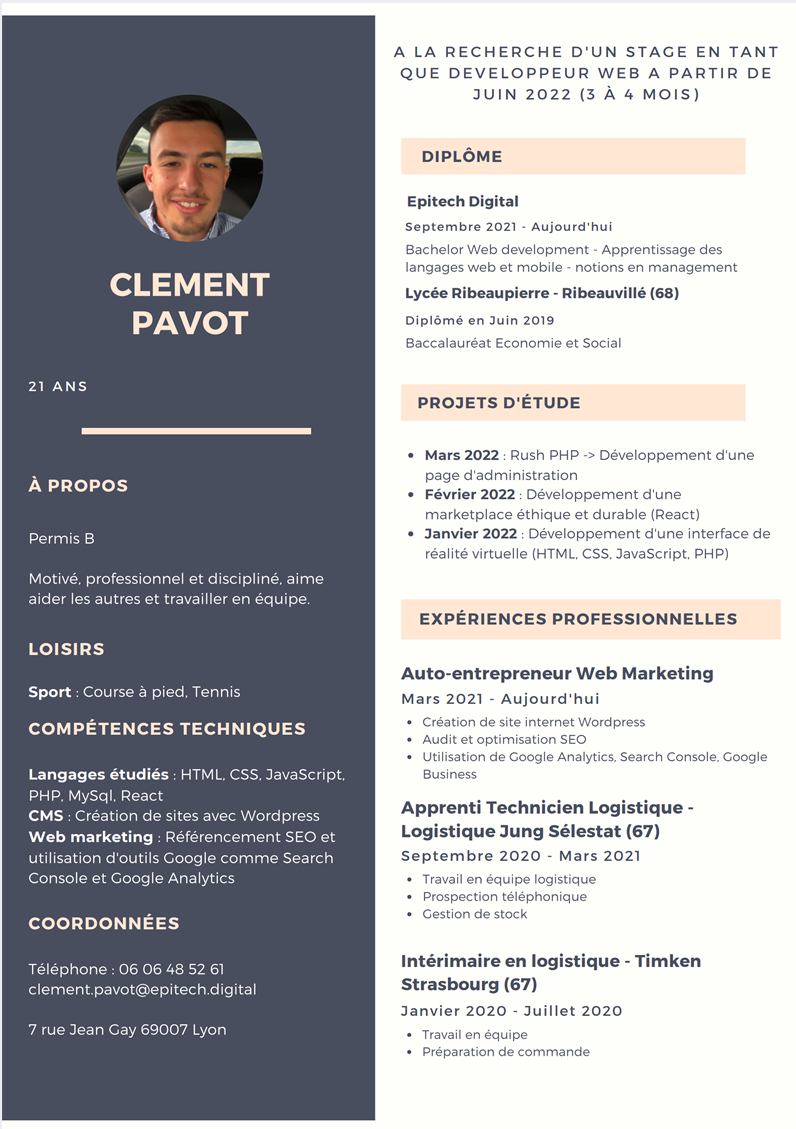 CLEMENT
PAVOT
21 ANS
À PROPOS
Permis B
Motivé, professionnel et discipliné, aime
aider les autres et travailler en équipe.
LOISIRS
Sport : Course à pied, Tennis
COMPÉTENCES TECHNIQUES
Langages étudiés : HTML, CSS, JavaScript,
PHP, MySql, React
CMS : Création de sites avec Wordpress
Web marketing : Référencement SEO et
utilisation d'outils Google comme Search
Console et Google Analytics
COORDONNÉES
Téléphone : 06 06 48 52 61
clement.pavot@epitech.digital
7 rue Jean Gay 69007 Lyon
A LA RECHERCHE D'UN STAGE EN TANT
QUE DEVELOPPEUR WEB A PARTIR DE
JUIN 2022 (3 À 4 MOIS)
DIPLÔME
Epitech Digital
Septembre 2021 - Aujourd'hui
Bachelor Web development - Apprentissage des
langages web et mobile - notions en management
Lycée Ribeaupierre - Ribeauvillé (68)
Diplômé en Juin 2019
Baccalauréat Economie et Social
PROJETS D'ÉTUDE
• Mars 2022 : Rush PHP -> Développement d'une
page d'administration
• Février 2022 : Développement d'une
marketplace éthique et durable (React)
• Janvier 2022 : Développement d'une interface de
réalité virtuelle (HTML, CSS, JavaScript, PHP)
EXPÉRIENCES PROFESSIONNELLES
Auto-entrepreneur Web Marketing
Mars 2021 - Aujourd'hui
• Création de site internet Wordpress
• Audit et optimisation SEO
• Utilisation de Google Analytics, Search Console, Google
Business
Apprenti Technicien Logistique -
Logistique Jung Sélestat (67)
Septembre 2020 - Mars 2021
• Travail en équipe logistique
• Prospection téléphonique
• Gestion de stock
Intérimaire en logistique - Timken
Strasbourg (67)
Janvier 2020 - Juillet 2020
• Travail en équipe
• Préparation de commande